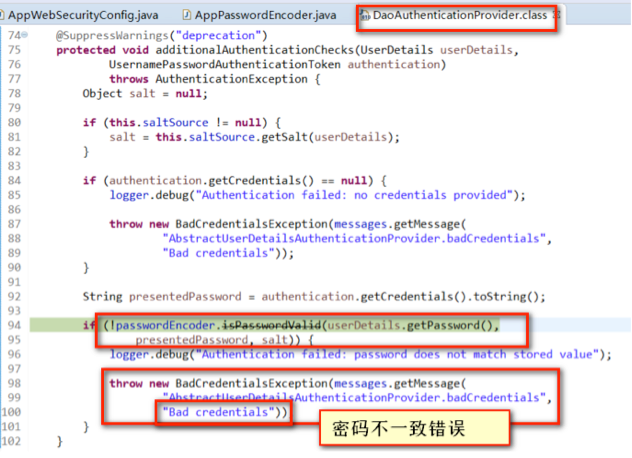 AppWebSecurityConfig.java AppPasswordEncoder.java DaoAuthenticationProvider.class
74 @SuppressWarnings("deprecation")
75 protected void additionalAuthenticationChecks(UserDetails userDetails,
76 UsernamePasswordAuthenticationToken authentication)
77 throws AuthenticationException {
78 Object salt = null;
79
80 if (this.saltSource != null) {
81 salt = this.saltSource.getSalt(userDetails);
82 }
83
84 if (authentication.getCredentials() == null) {
85 logger.debug("Authentication failed: no credentials provided");
86
87 throw new BadCredentialsException(messages.getMessage(
88 "AbstractUserDetailsAuthenticationProvider.badCredentials",
89 "Bad credentials"));
90 }
91
92 String presentedPassword = authentication.getCredentials().toString();
93
94 if (!passwordEncoder.isPasswordValid(userDetails.getPassword(),
95 presentedPassword, salt)) {
96 logger.debug("Authentication failed: password does not match stored value");
97
98 throw new BadCredentialsException(messages.getMessage(
99 "AbstractUserDetailsAuthenticationProvider.badCredentials",
100 "Bad credentials"))
密码不一致错误
101 }
102 }